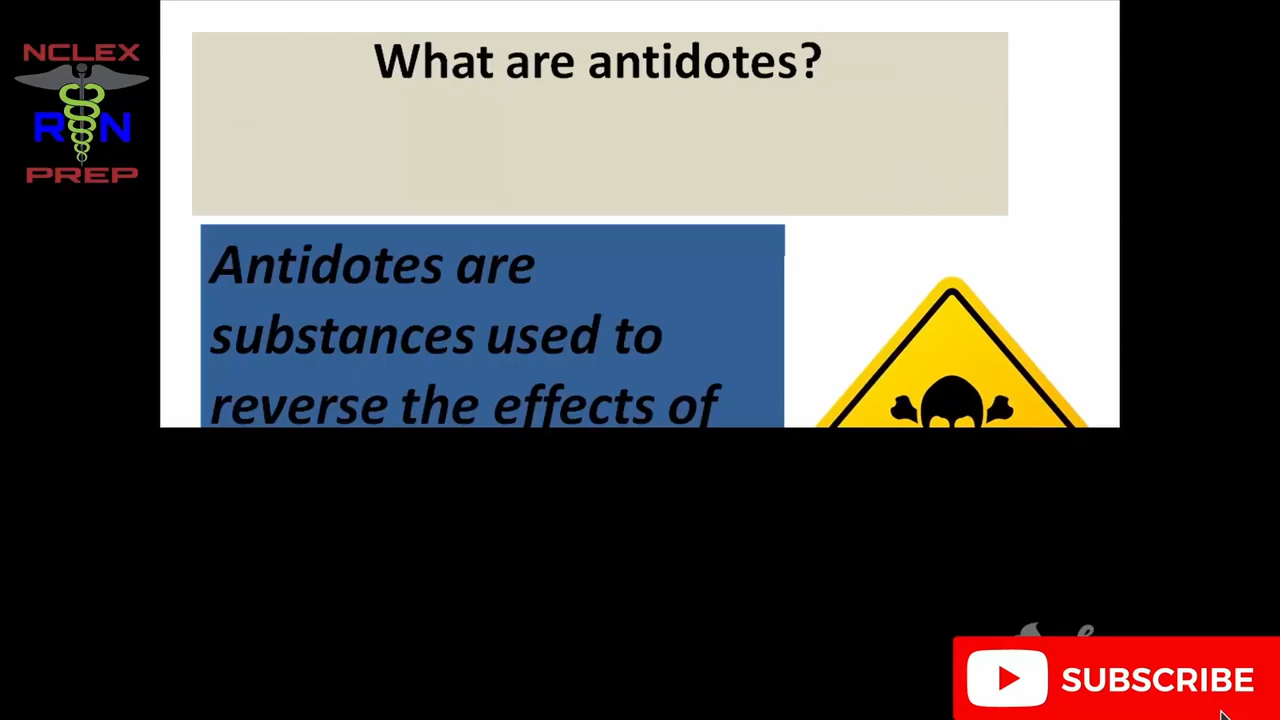 NCLEX
RN
PREP
What are antidotes?
Antidotes are
substances used to
reverse the effects of
SUBSCRIBE